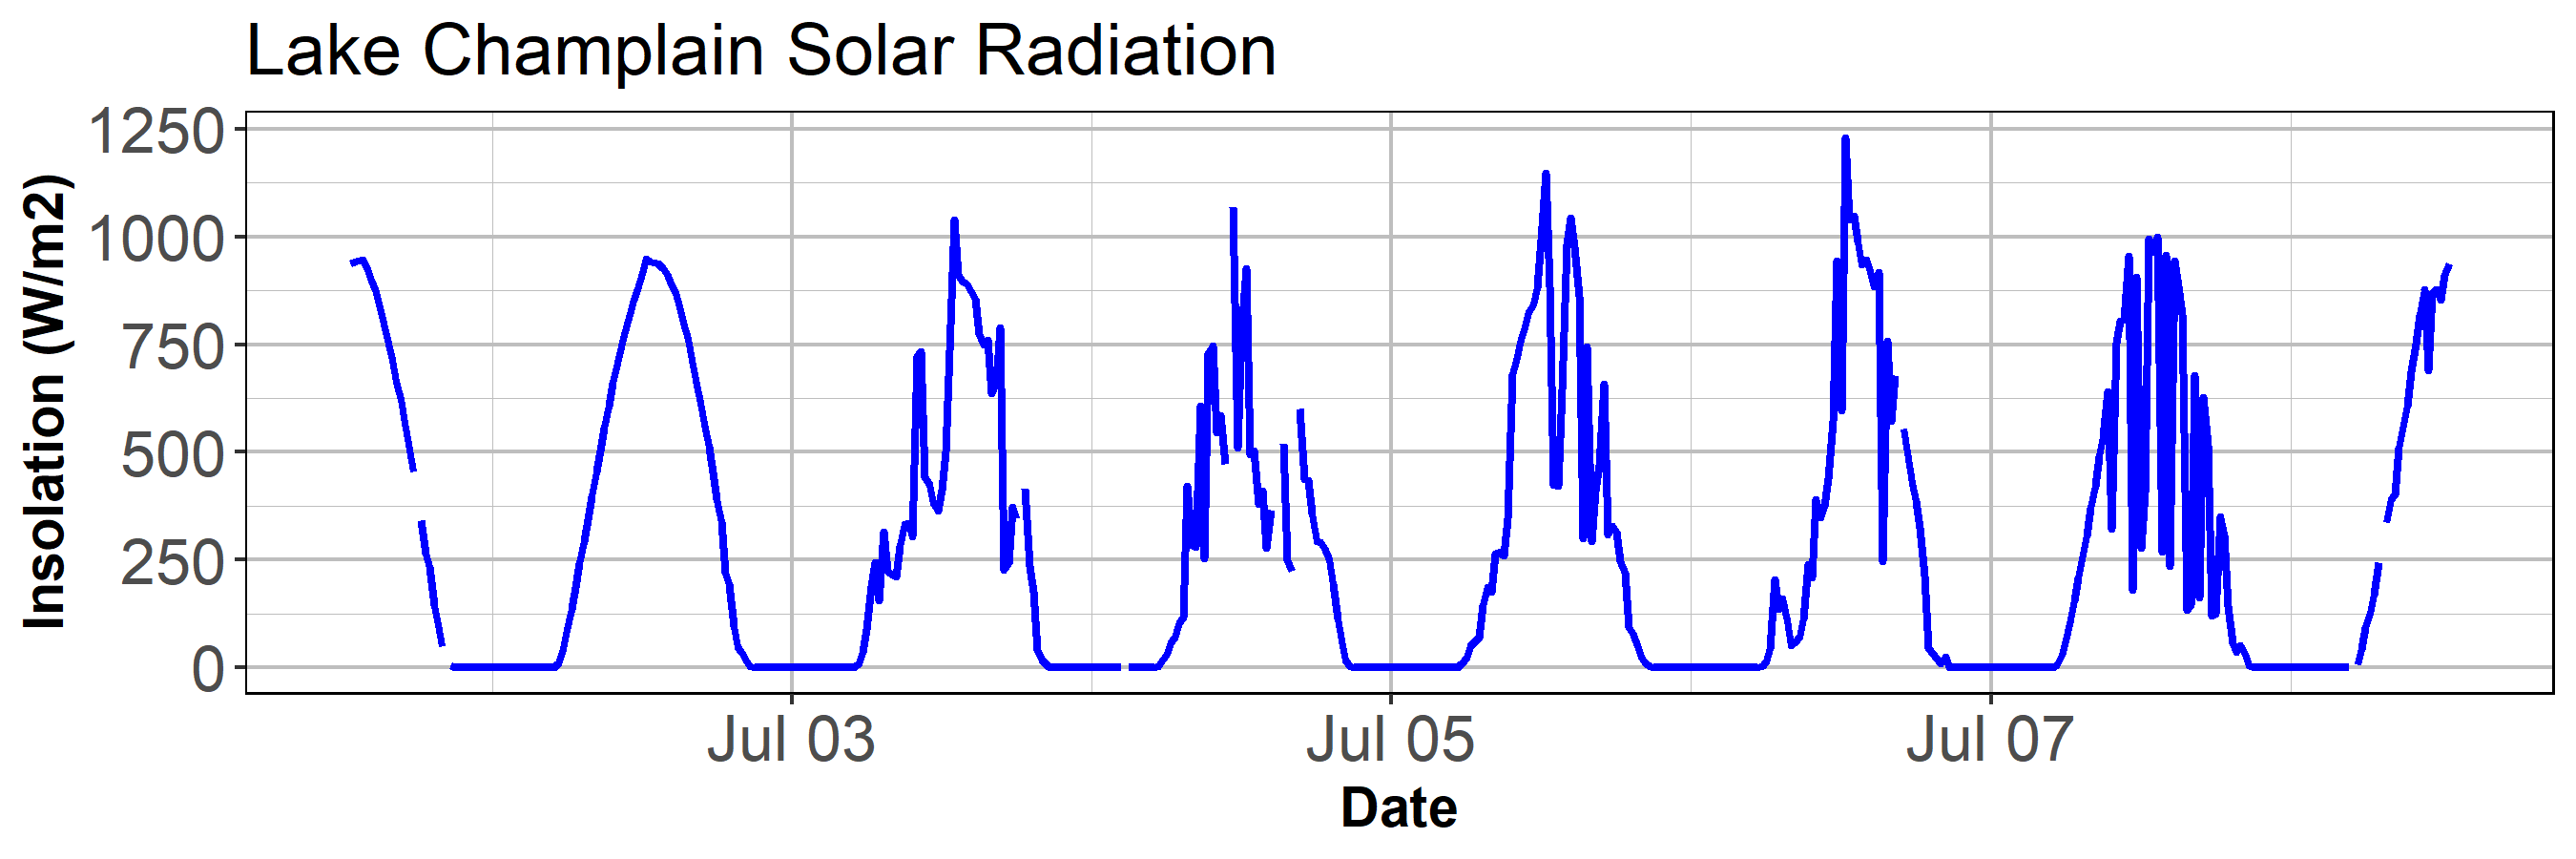 Lake Champlain Solar Radiation
Insolation (W/m2)
1250
1000
750
500
250
0
Jul 03
Jul 05
Jul 07
Date